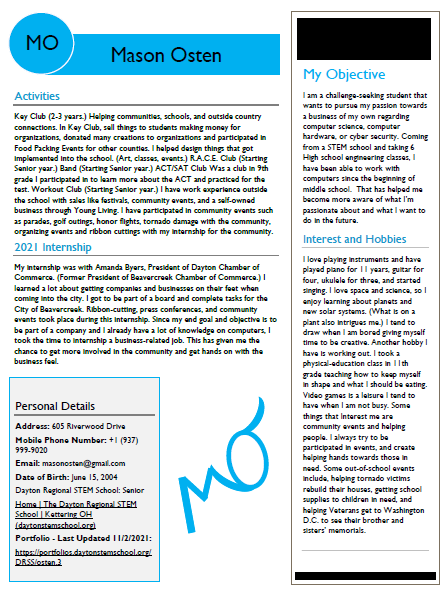 MO
Mason Osten
Activities
Key Club (2-3 years.) Helping communities, schools, and outside country
connections. In Key Club, sell things to students making money for
organizations, donated many creations to organizations and participated in
Food Packing Events for other counties. I helped design things that got
implemented into the school. (Art, classes, events.) R.A.C.E. Club (Starting
Senior year.) Band (Starting Senior year.) ACT/SAT Club Was a club in 9th
grade I participated in to learn more about the ACT and practiced for the
test. Workout Club (Starting Senior year.) I have work experience outside
the school with sales like festivals, community events, and a self-owned
business through Young Living. I have participated in community events such
as parades, golf outings, honor flights, tornado damage with the community,
organizing events and ribbon cuttings with my internship for the community.
2021 Internship
My internship was with Amanda Byers, President of Dayton Chamber of
Commerce. (Former President of Beavercreek Chamber of Commerce.) I
learned a lot about getting companies and businesses on their feet when
coming into the city. I got to be part of a board and complete tasks for the
City of Beavercreek. Ribbon-cutting, press conferences, and community
events took place during this internship. Since my end goal and objective is to
be part of a company and I already have a lot of knowledge on computers, I
took the time to internship a business-related job. This has given me the
chance to get more involved in the community and get hands on with the
business feel.
Personal Details
Address: 605 Riverwood Drive
Mobile Phone Number: +1 (937)
999.9020
Email: masonosten@gmail.com
Date of Birth: June 15, 2004
Dayton Regional STEM School: Senior
Home | The Dayton Regional STEM
School | Kettering OH
(daytonstemschool.org)
Portfolio - Last Updated 11/2/2021:
https://portfolios.daytonstemschool.org/
DRSS/osten.3
mo
My Objective
I am a challenge-seeking student that
wants to pursue my passion towards
a business of my own regarding
computer science, computer
hardware, or cyber security. Coming
from a STEM school and taking 6
High school engineering classes, I
have been able to work with
computers since the beginning of
middle school. That has helped me
become more aware of what I'm
passionate about and what I want to
do in the future.
Interest and Hobbies
I love playing instruments and have
played piano for 11 years, guitar for
four, ukulele for three, and started
singing. I love space and science, so I
enjoy learning about planets and
new solar systems. (What is on a
plant also intrigues me.) I tend to
draw when I am bored giving myself
time to be creative. Another hobby I
have is working out. I took a
physical-education class in 11th
grade teaching how to keep myself
in shape and what I should be eating.
Video games is a leisure I tend to
have when I am not busy. Some
things that Interest me are
community events and helping
people. I always try to be
participated in events, and create
helping hands towards those in
need. Some out-of-school events
include, helping tornado victims
rebuild their houses, getting school
supplies to children in need, and
helping Veterans get to Washington
D.C. to see their brother and
sisters' memorials.